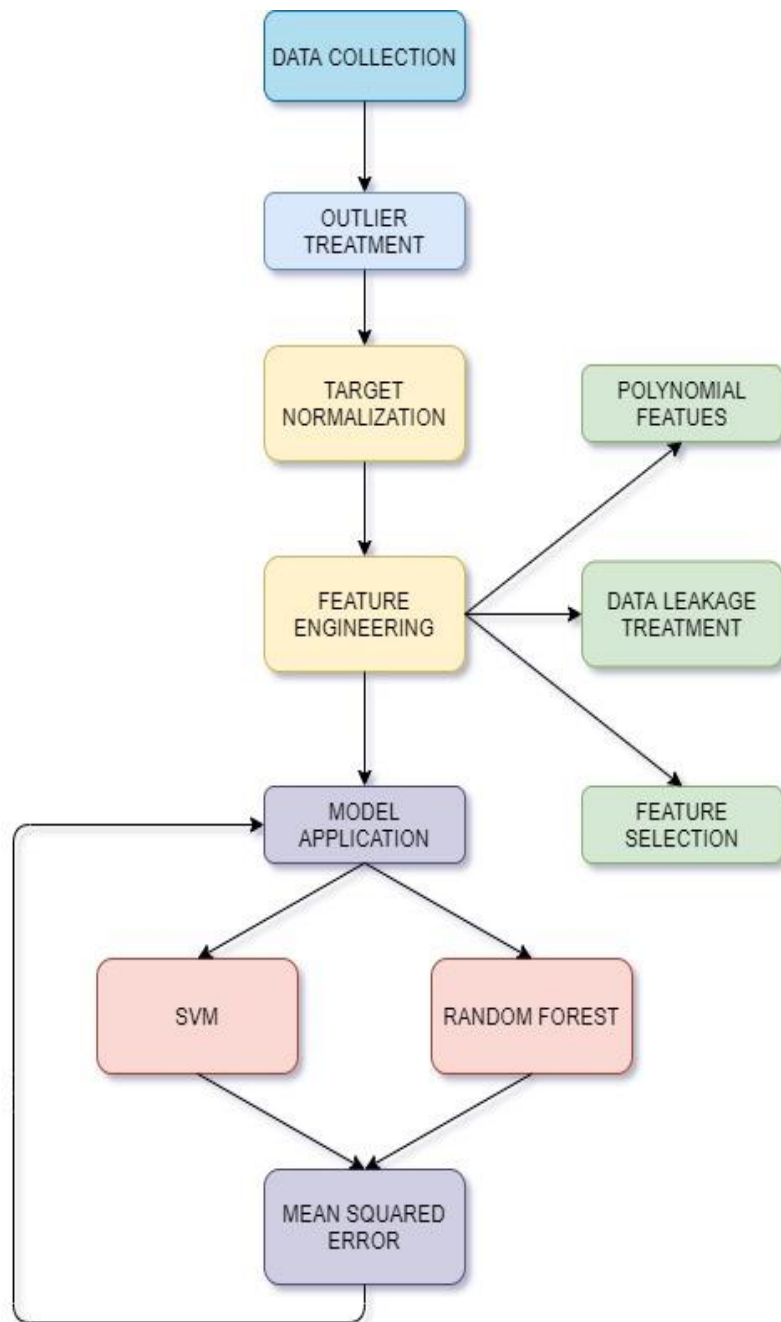 DATA COLLECTION
OUTLIER
TREATMENT
TARGET
NORMALIZATION
POLYNOMIAL
FEATUES
FEATURE
ENGINEERING
DATA LEAKAGE
TREATMENT
MODEL
APPLICATION
FEATURE
SELECTION
SVM
RANDOM FOREST
MEAN SQUARED
ERROR